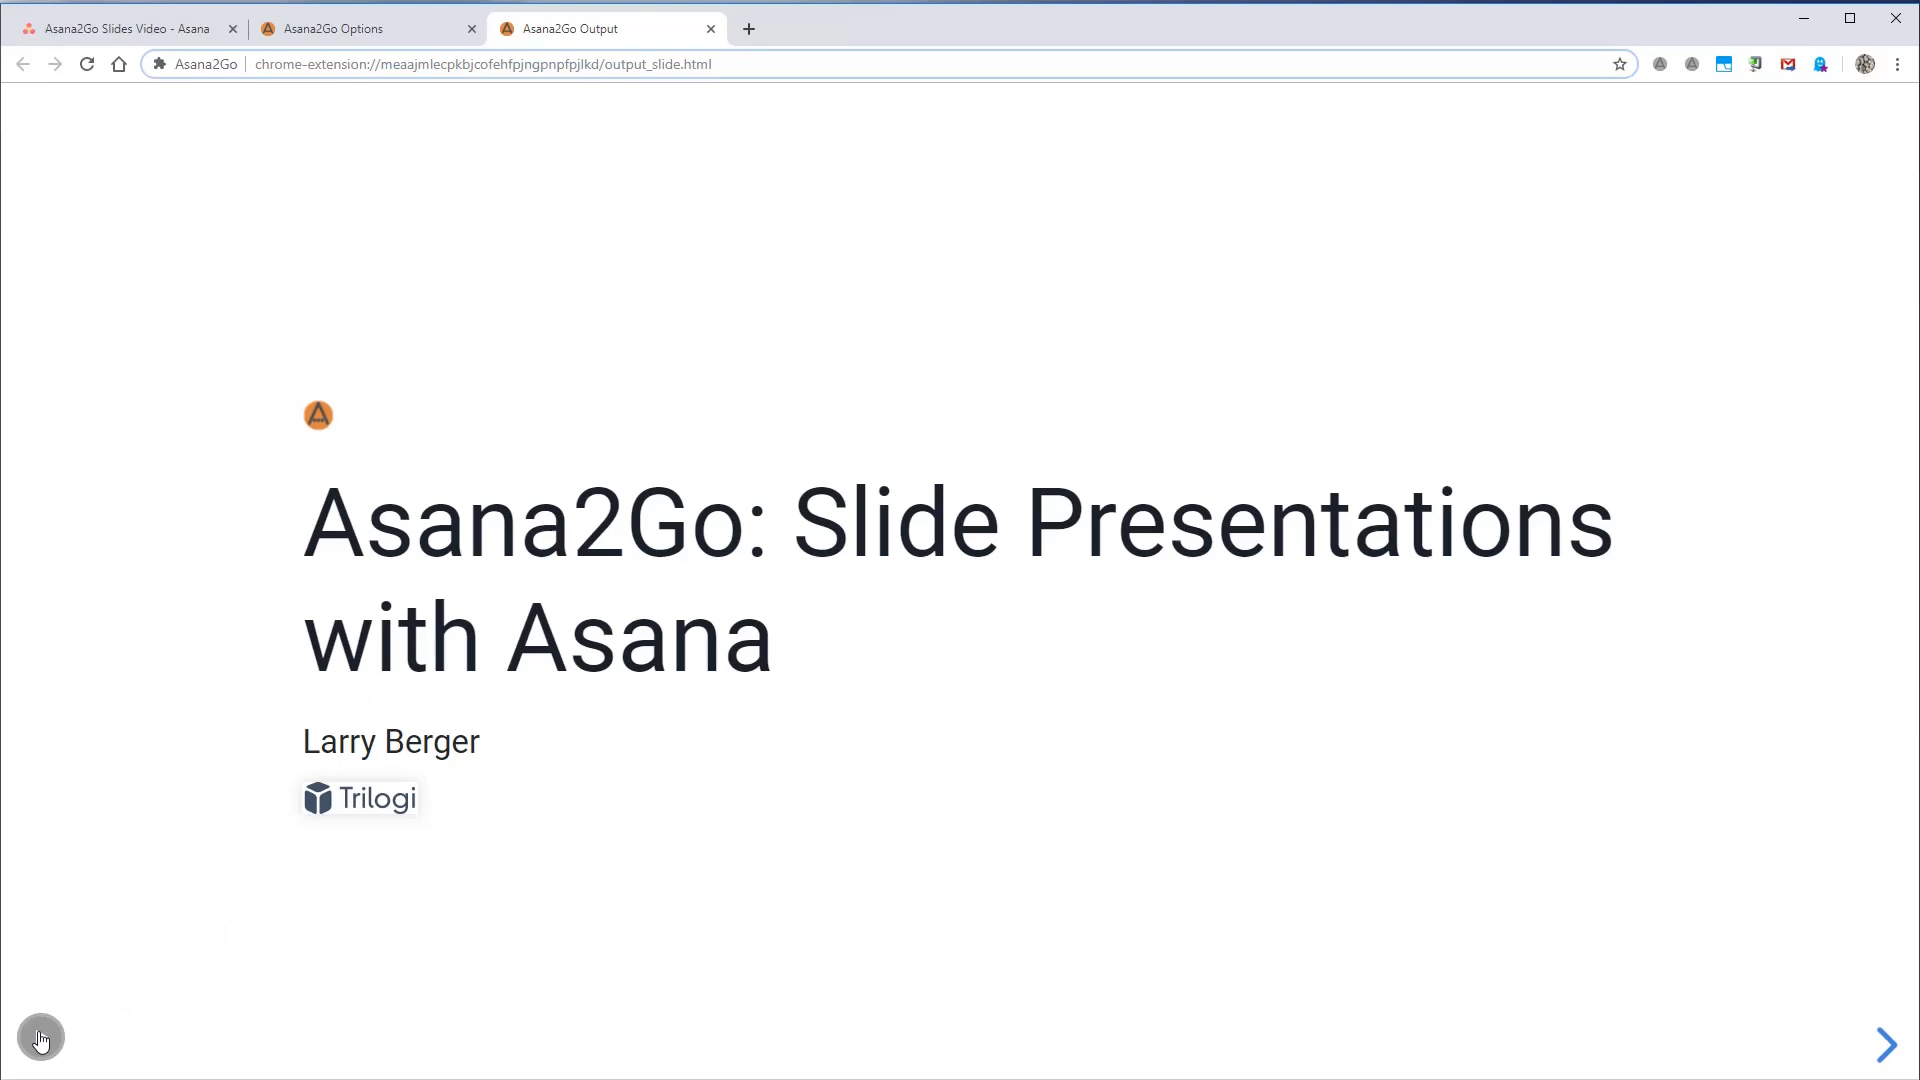 Asana2Go Slides Video - Asana
Asana2Go Options
Asana2Go Output
Asana2Go
chrome-extension://meaajmlecpkbjcofehfpjngpnpfpjlkd/output_slide.html
Asana2Go: Slide Presentations
with Asana
Larry Berger
Trilogi